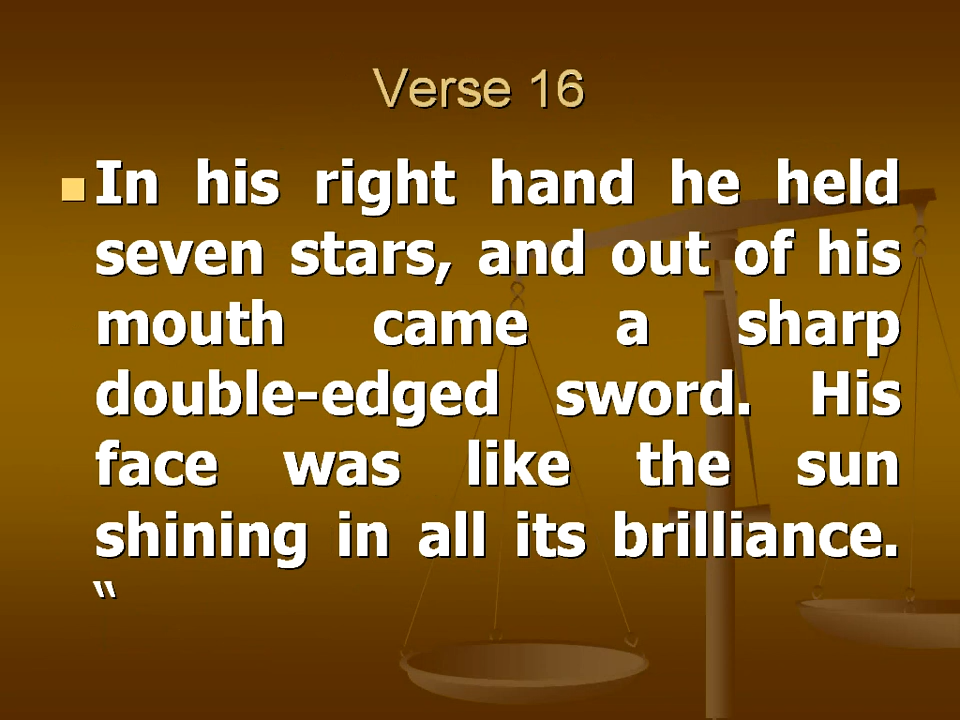 Verse 16
In his right hand he held
seven stars, and out of his
mouth came a sharp
double-edged sword. His
face was like the sun
shining in all its brilliance.
“